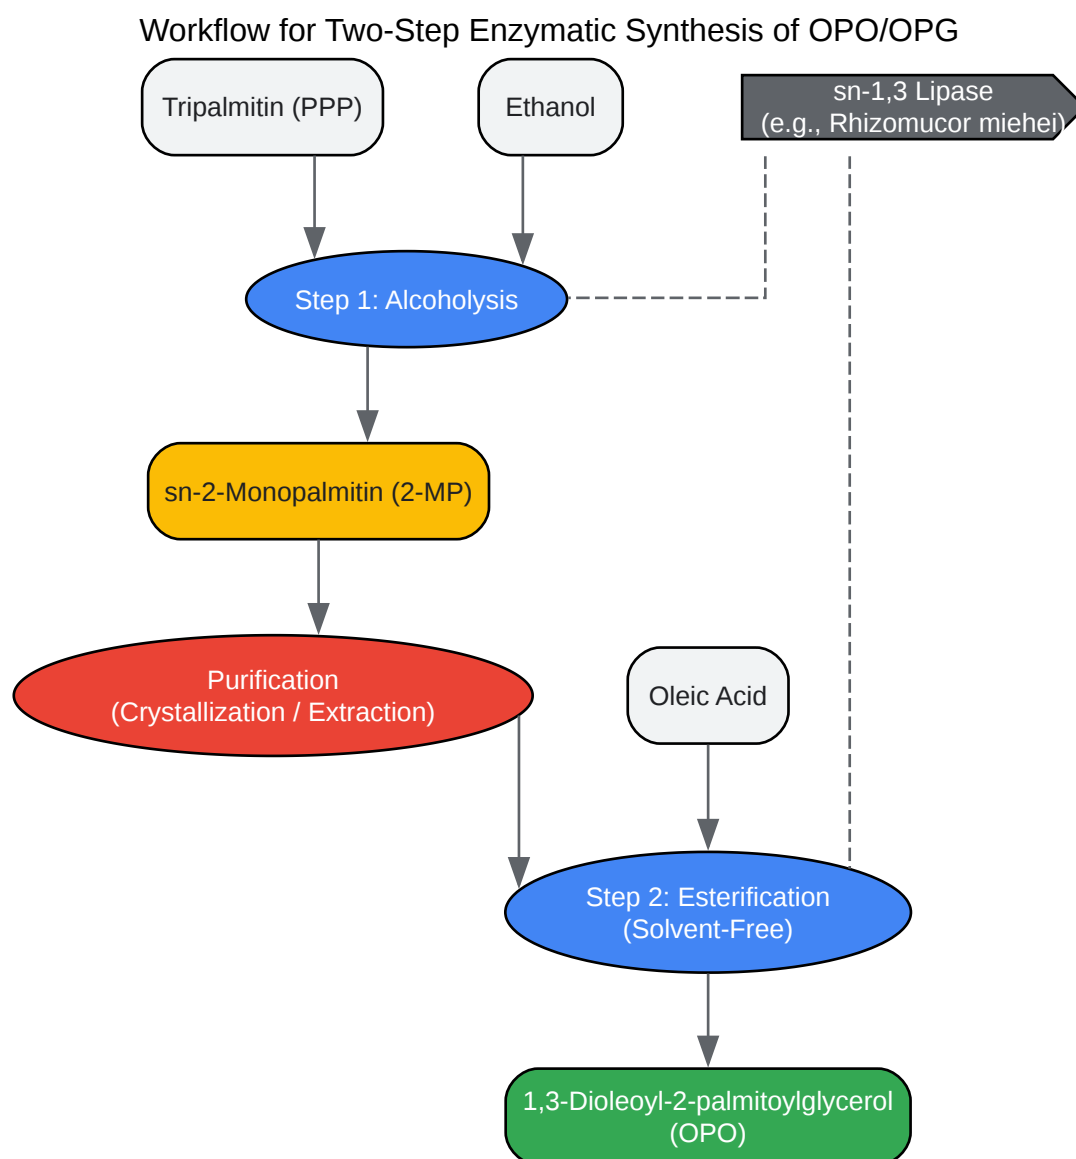 Workflow for Two-Step Enzymatic Synthesis of OPO/OPG
Tripalmitin (PPP)
Ethanol
sn-1,3 Lipase
(e.g., Rhizomucor miehei)
Step 1: Alcoholysis
sn-2-Monopalmitin (2-MP)
Purification
(Crystallization / Extraction)
Oleic Acid
Step 2: Esterification
(Solvent-Free)
1,3-Dioleoyl-2-palmitoylglycerol
(OPO)